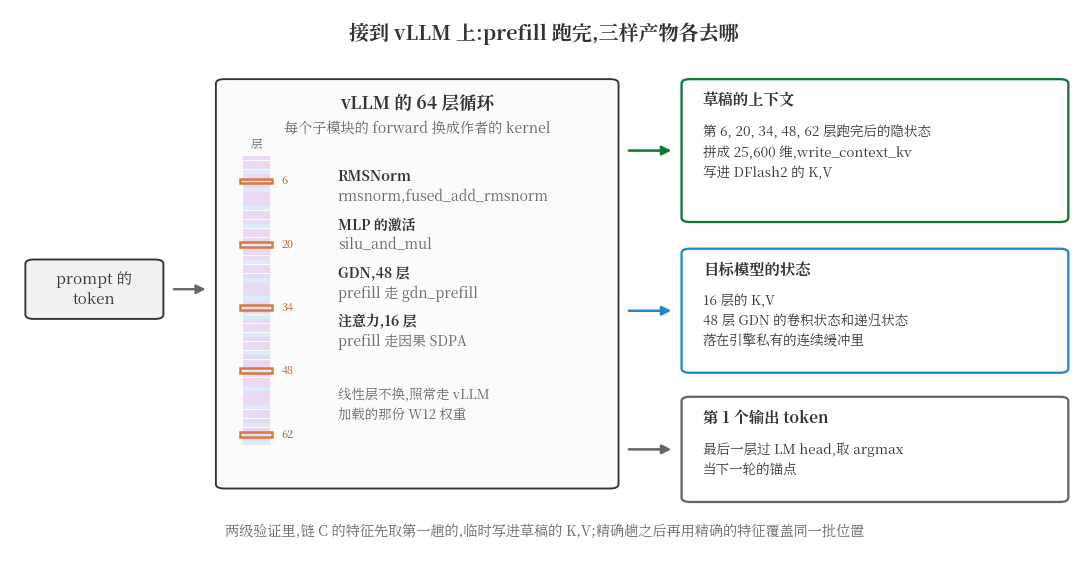 接到 vLLM 上:prefill 跑完,三样产物各去哪
prompt 的
token
vLLM 的 64 层循环
每个子模块的 forward 换成作者的 kernel
层
6
20
34
48
62
RMSNorm
rmsnorm,fused_add_rmsnorm
MLP 的激活
silu_and_mul
GDN,48 层
prefill 走 gdn_prefill
注意力,16 层
prefill 走因果 SDPA
线性层不换,照常走 vLLM
加载的那份 W12 权重
草稿的上下文
第 6, 20, 34, 48, 62 层跑完后的隐状态
拼成 25,600 维,write_context_kv
写进 DFlash2 的 K,V
目标模型的状态
16 层的 K,V
48 层 GDN 的卷积状态和递归状态
落在引擎私有的连续缓冲里
第 1 个输出 token
最后一层过 LM head,取 argmax
当下一轮的锚点
两级验证里,链 C 的特征先取第一趟的,临时写进草稿的 K,V;精确趟之后再用精确的特征覆盖同一批位置